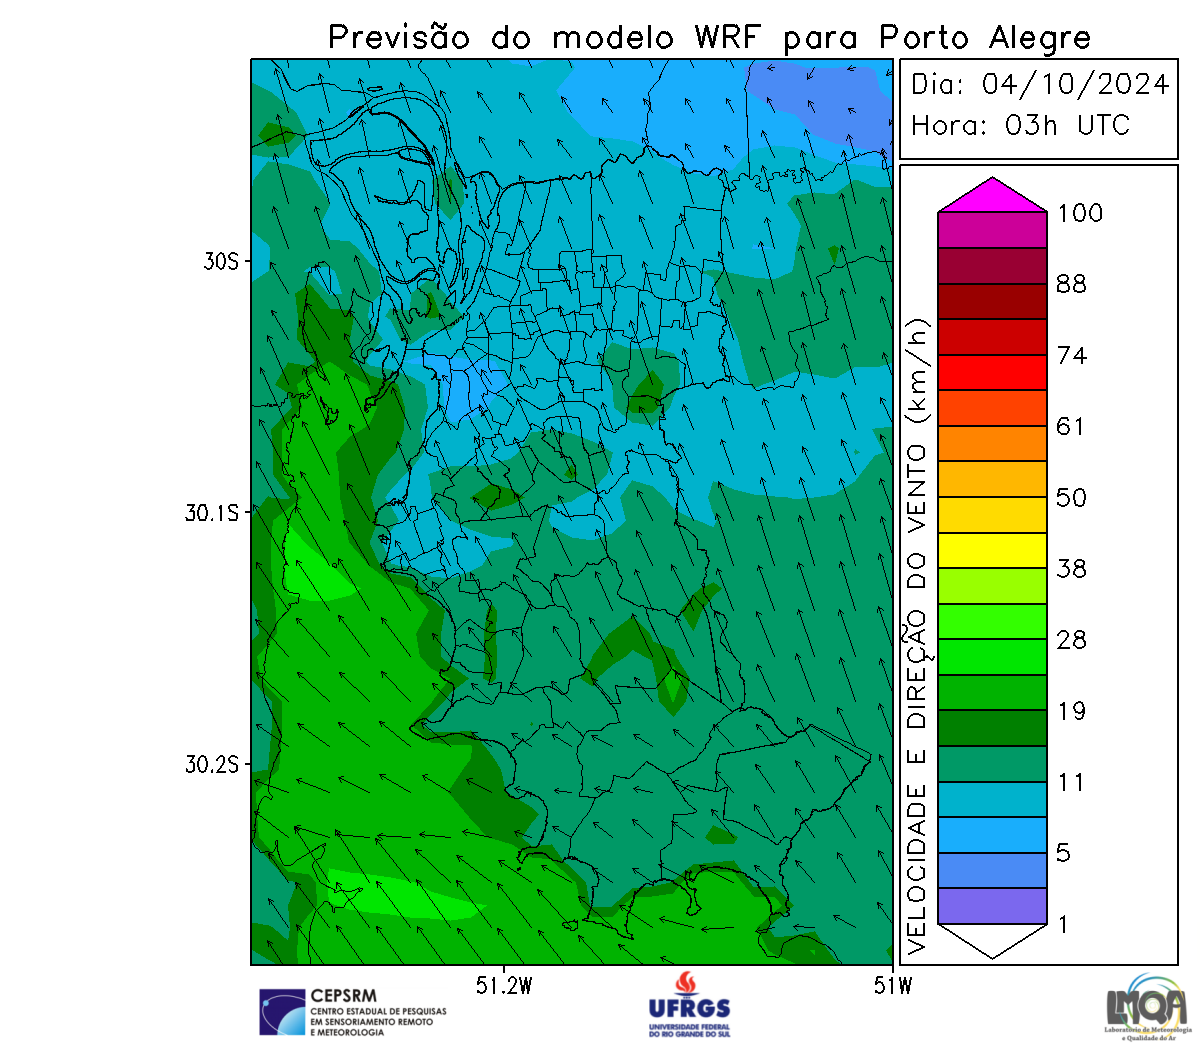 Previsão do modelo WRF para Porto Alegre
Dia: 04/10/2024
Hora: 03h UTC
VELOCIDADE E DIREÇÃO DO VENTO (km/h)
100
88
74
61
50
38
28
19
11
5
1
30S
30.1S
30.2S
51.2W
51W
CEPSRM
CENTRO ESTADUAL DE PESQUISAS
EM SENSORIAMENTO REMOTO
E METEOROLOGIA
UFRGS
UNIVERSIDADE FEDERAL
DO RIO GRANDE DO SUL
LMQA
Laboratório de Meteorologia
e Qualidade do Ar